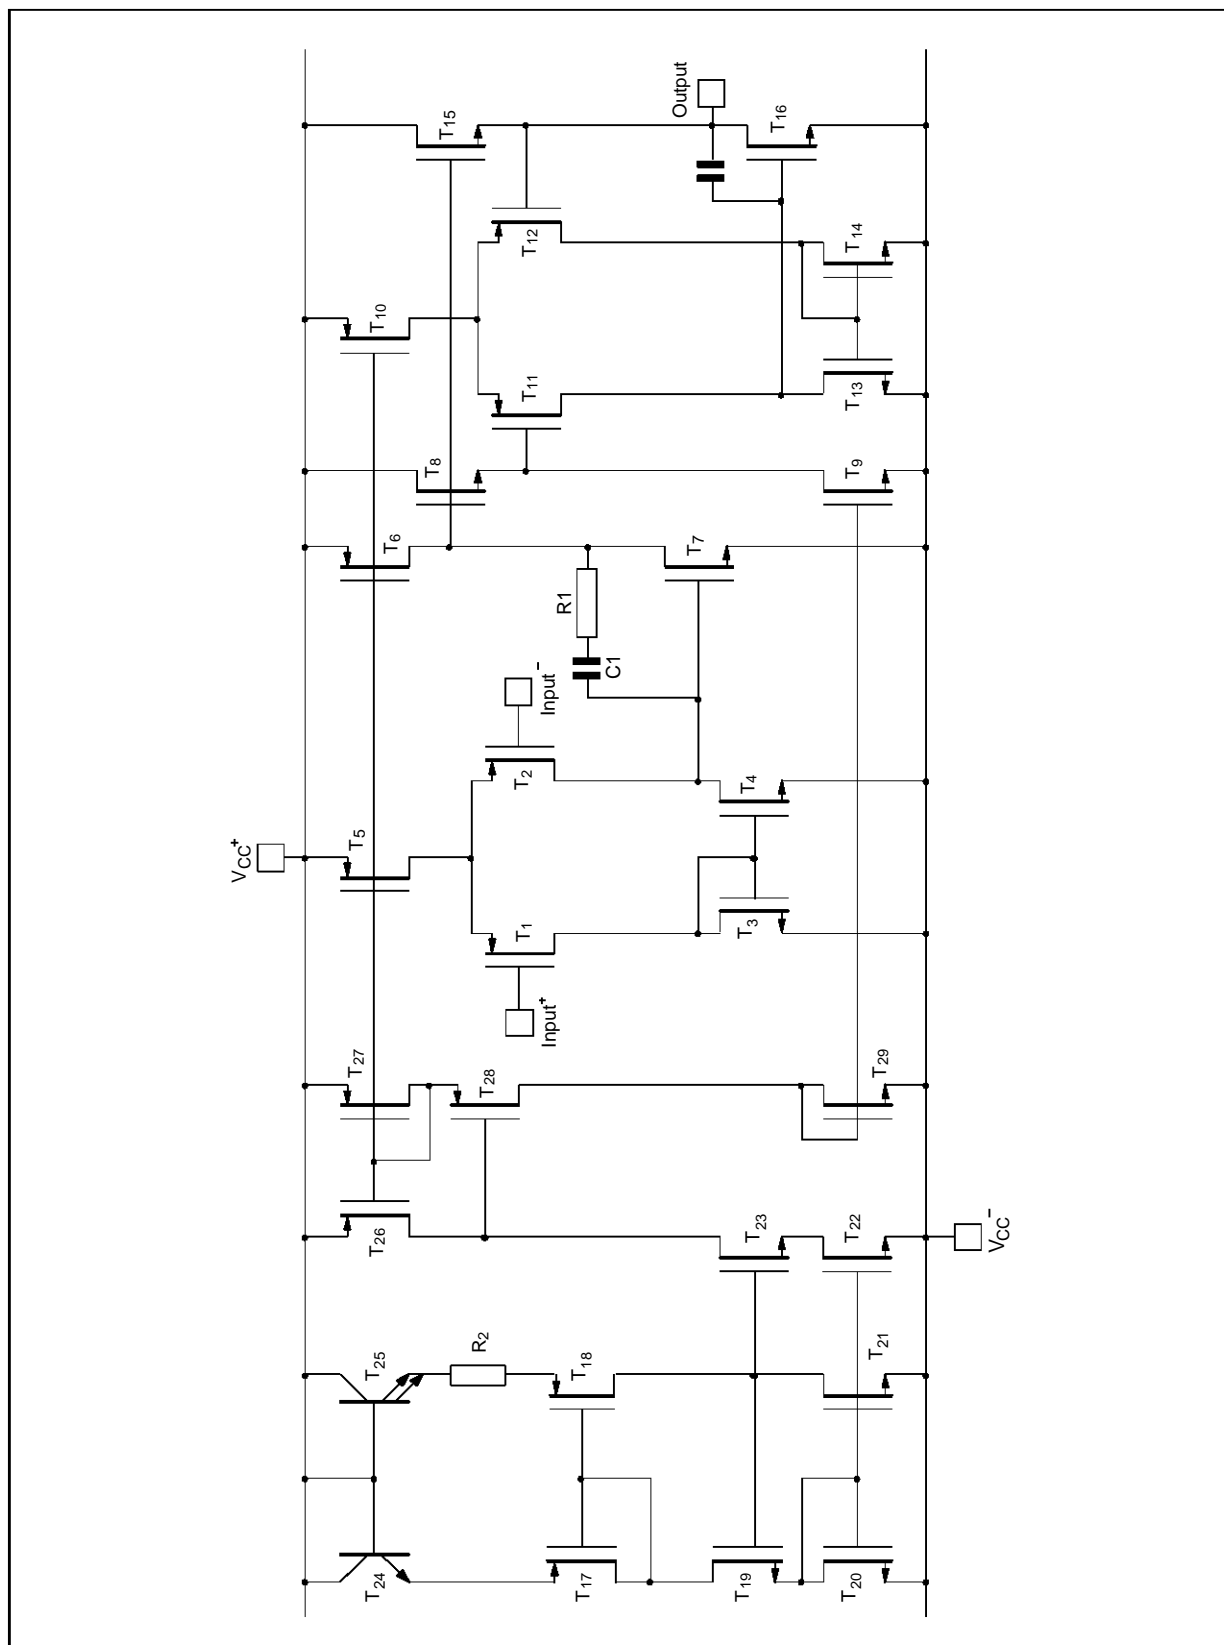 Output
T15
T16
T12
T14
T10
T11
T13
T8
T9
T6
T7
R1
C1
Input-
T2
T4
VCC+
T5
T1
T3
Input+
T27
T28
T29
T26
T23
T22
VCC-
R2
T25
T18
T21
T24
T17
T19
T20